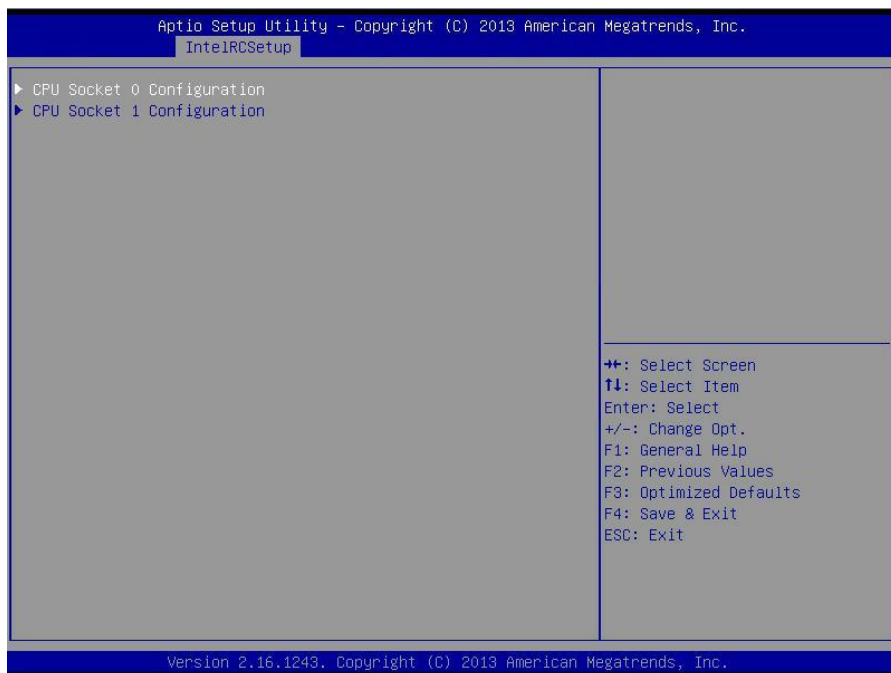 Aptio Setup Utility – Copyright (C) 2013 American Megatrends, Inc.
IntelRCSetup
▶ CPU Socket 0 Configuration
▶ CPU Socket 1 Configuration
→←: Select Screen
↑↓: Select Item
Enter: Select
+/-: Change Opt.
F1: General Help
F2: Previous Values
F3: Optimized Defaults
F4: Save & Exit
ESC: Exit
Version 2.16.1243. Copyright (C) 2013 American Megatrends, Inc.